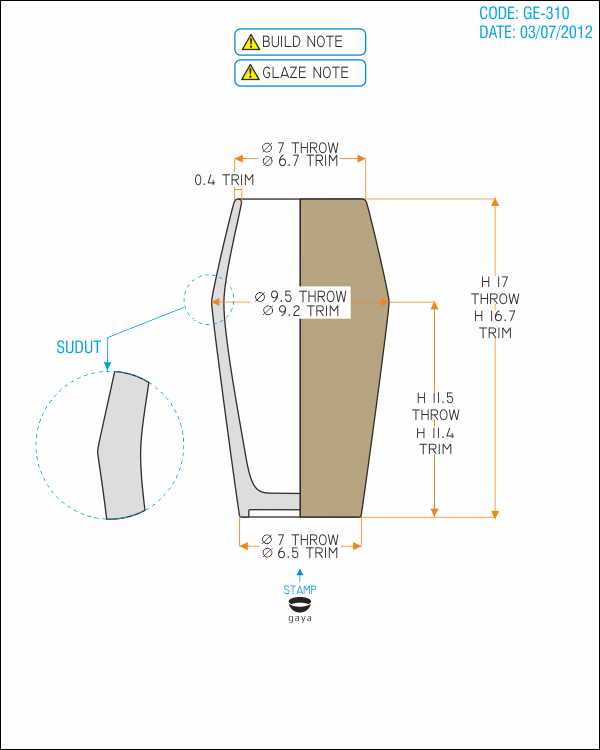 CODE: GE-310
DATE: 03/07/2012
BUILD NOTE
GLAZE NOTE
Ø 7 THROW
Ø 6.7 TRIM
0.4 TRIM
Ø 9.5 THROW
Ø 9.2 TRIM
H 17
THROW
H 16.7
TRIM
SUDUT
H 11.5
THROW
H 11.4
TRIM
Ø 7 THROW
Ø 6.5 TRIM
STAMP
gaya